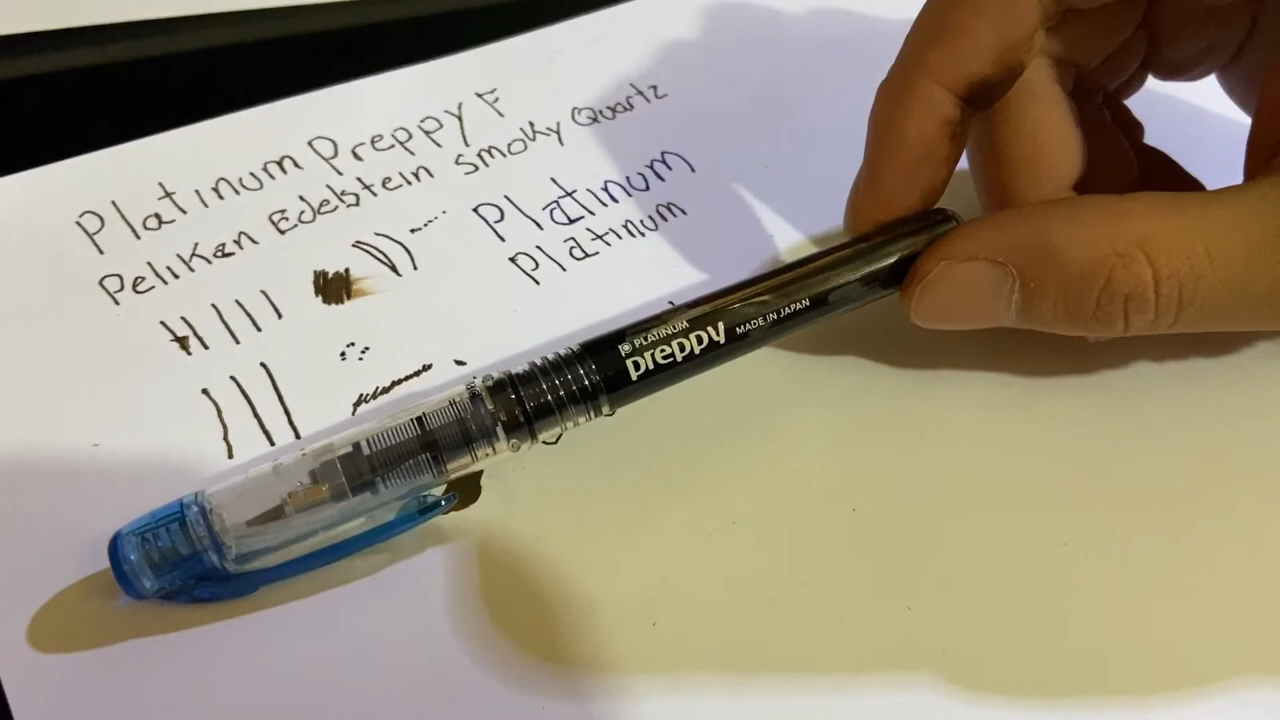 Platinum Preppy F
Pelikan Edelstein Smoky Quartz
Platinum
Platinum
PLATINUM
preppy MADE IN JAPAN